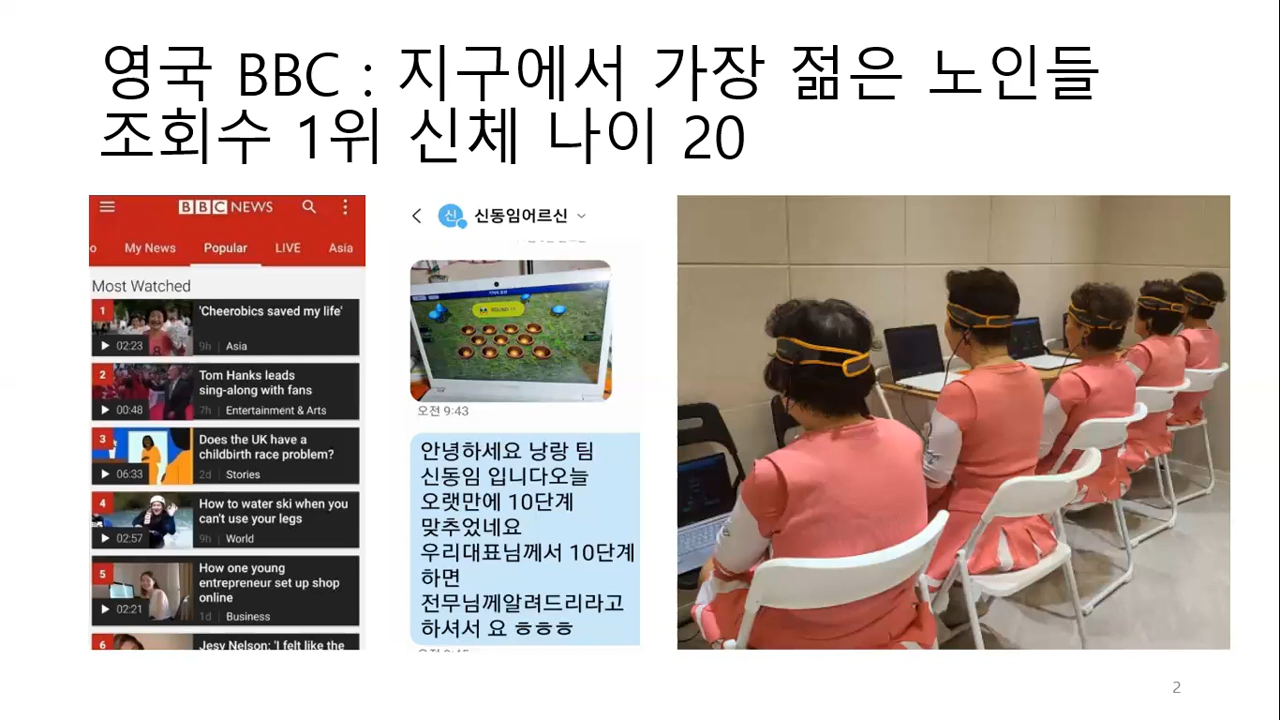 영국 BBC : 지구에서 가장 젊은 노인들
조회수 1위 신체 나이 20
BBC NEWS
o My News Popular LIVE Asia
Most Watched
1
'Cheerobics saved my life'
02:23
9h | Asia
2
Tom Hanks leads
sing-along with fans
00:48
7h | Entertainment & Arts
3
Does the UK have a
childbirth race problem?
06:33
2d | Stories
4
How to water ski when you
can't use your legs
02:57
9h | World
5
How one young
entrepreneur set up shop
online
02:21
1d | Business
6
Jesy Nelson: 'I felt like the
신 신동임어르신
ROUND
오전 9:43
안녕하세요 낭랑 팀
신동임 입니다오늘
오랫만에 10단계
맞추었네요
우리대표님께서 10단계
하면
전무님께알려드리라고
하셔서 요 ㅎㅎㅎ
2